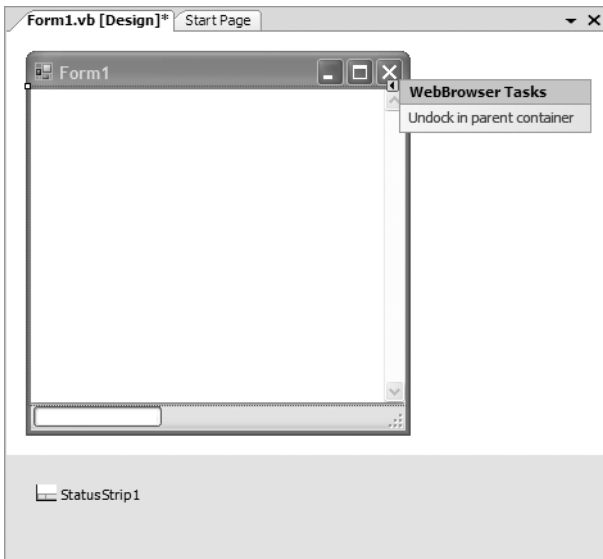 Form1.vb [Design]* Start Page
Form1
WebBrowser Tasks
Undock in parent container
StatusStrip1